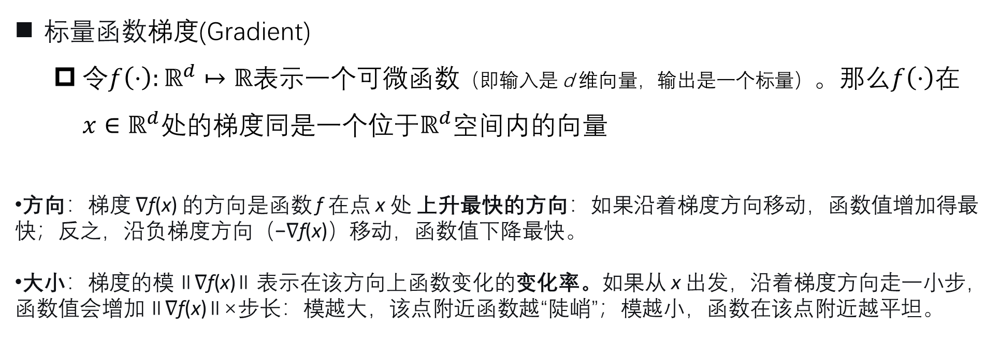 ■ 标量函数梯度(Gradient)
令f(·): ℝᵈ ↦ ℝ表示一个可微函数（即输入是 d 维向量，输出是一个标量）。那么f(·)在
x ∈ ℝᵈ处的梯度同是一个位于ℝᵈ空间内的向量
•方向：梯度 ∇f(x) 的方向是函数 f 在点 x 处 上升最快的方向：如果沿着梯度方向移动，函数值增加得最
快；反之，沿负梯度方向（−∇f(x)）移动，函数值下降最快。
•大小：梯度的模 ∥∇f(x)∥ 表示在该方向上函数变化的变化率。如果从 x 出发，沿着梯度方向走一小步，
函数值会增加 ∥∇f(x)∥×步长：模越大，该点附近函数越“陡峭”；模越小，函数在该点附近越平坦。